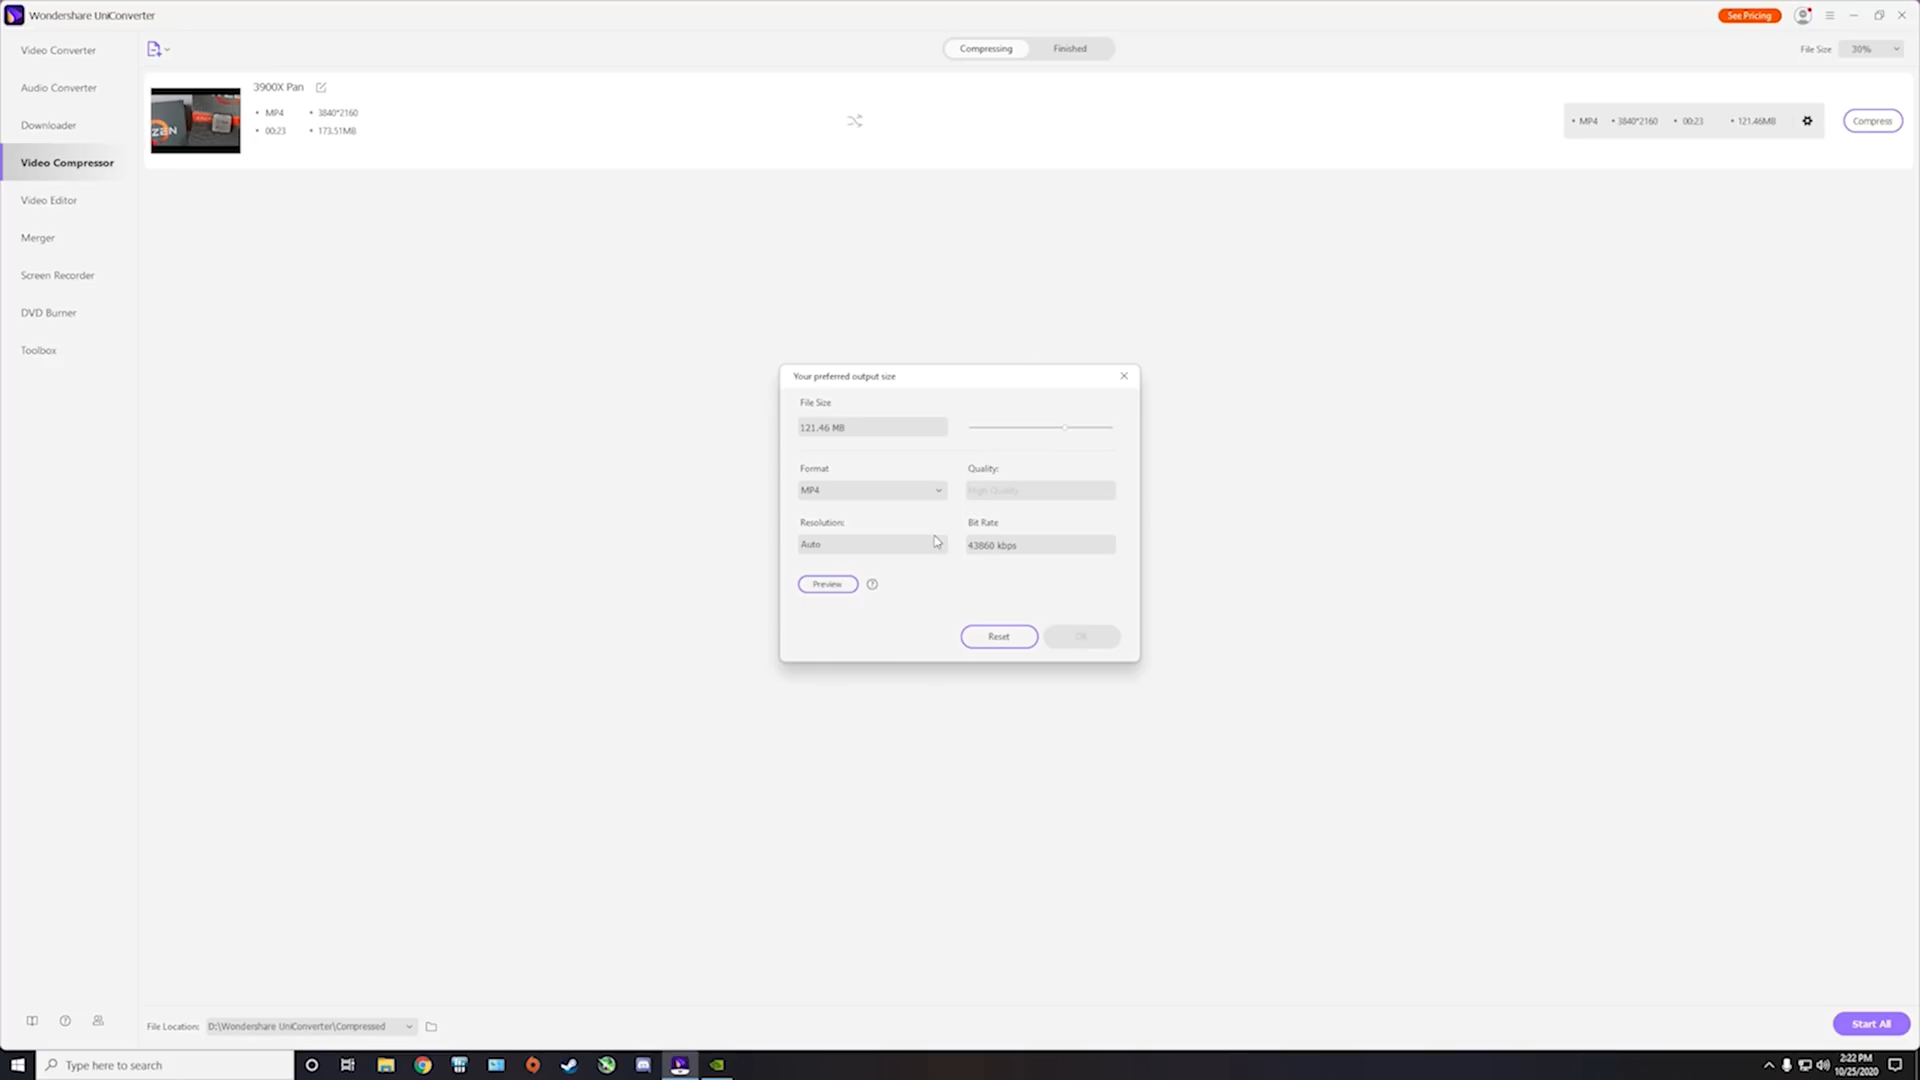 Wondershare UniConverter
See Pricing
Video Converter
Audio Converter
Downloader
Video Compressor
Video Editor
Merger
Screen Recorder
DVD Burner
Toolbox
Compressing
Finished
File Size
30%
3900X Pan
• MP4 • 3840*2160
• 00:23 • 173.51MB
• MP4 • 3840*2160 • 00:23 • 121.46MB
Compress
Your preferred output size
File Size
121.46 MB
Format
Quality:
MP4
High Quality
Resolution:
Bit Rate
Auto
43860 kbps
Preview
Reset
OK
File Location:
D:\Wondershare UniConverter\Compressed
Start All
Type here to search
2:22 PM
10/25/2020